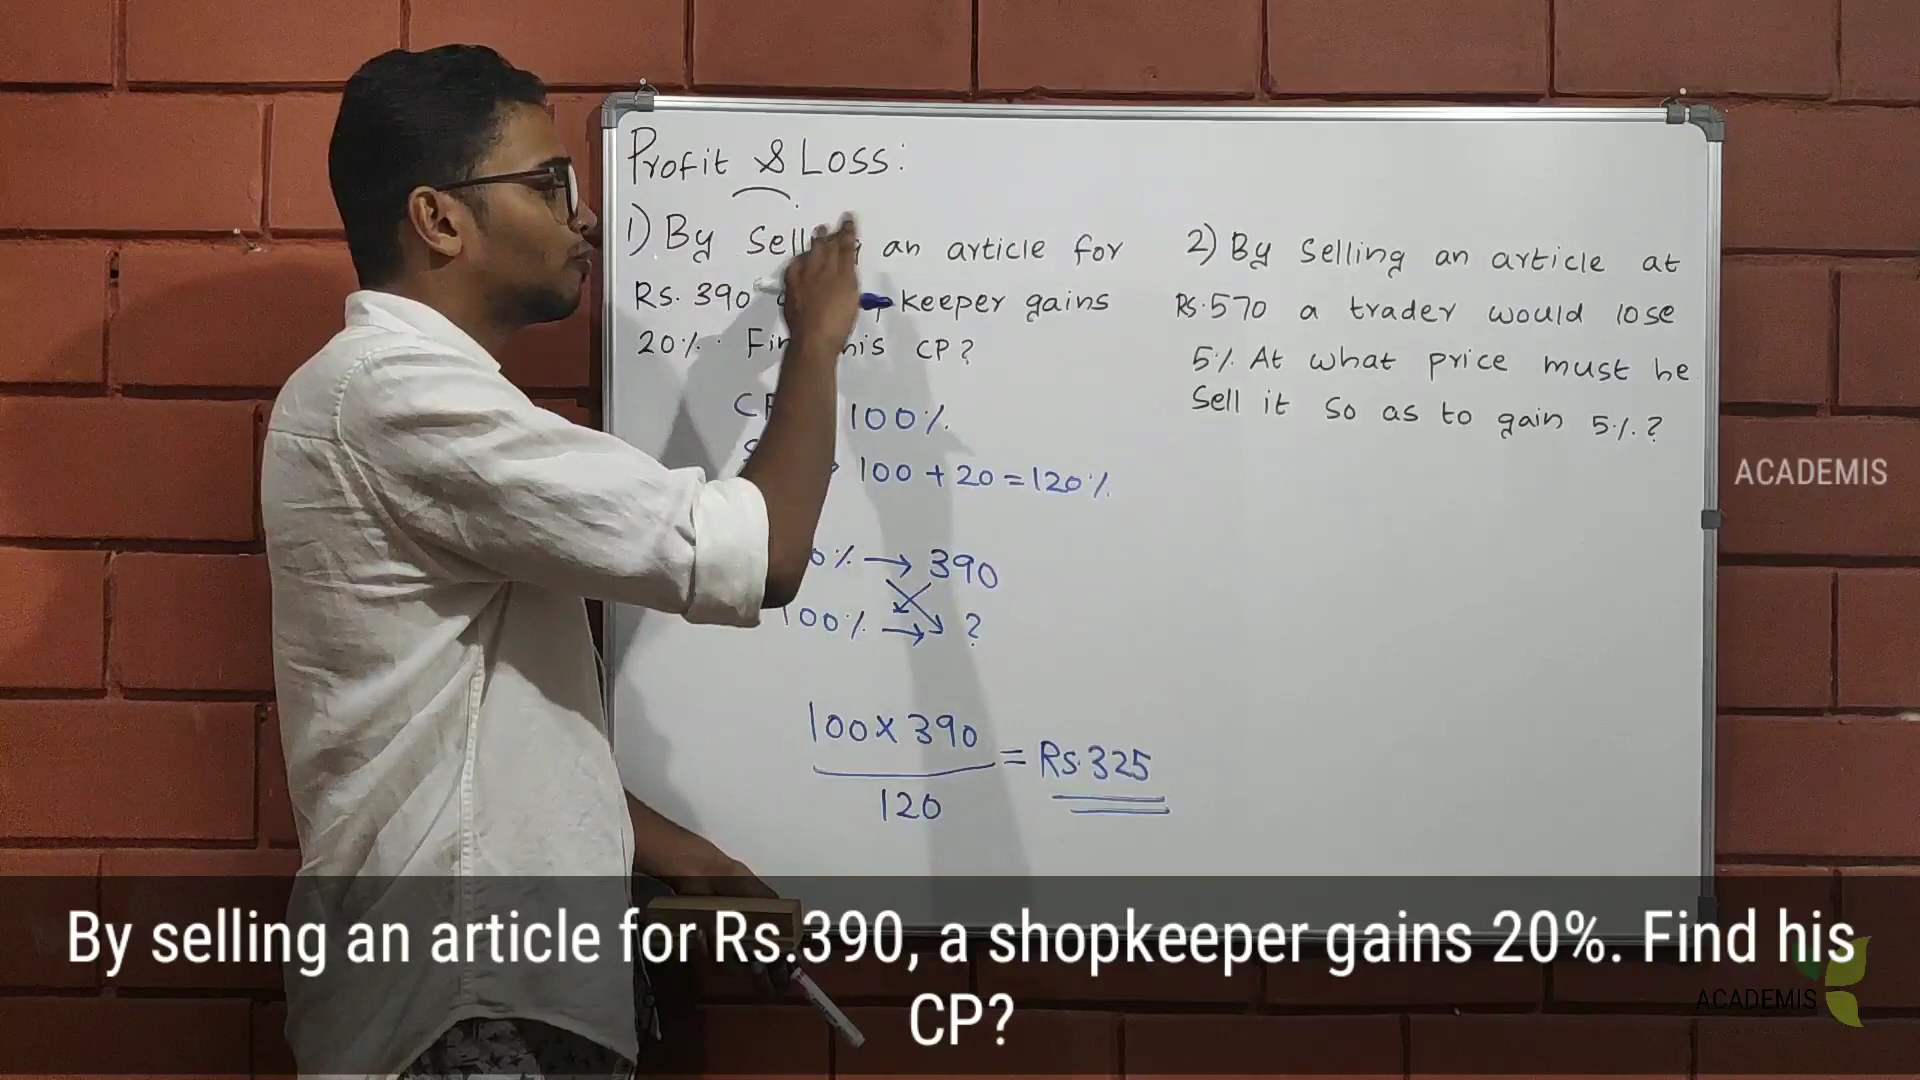 Profit & Loss:
1) By Selling an article for
Rs. 390 keeper gains
20%. his CP?
100%
100 + 20 = 120%
% → 390
100% → ?
100 x 390
120
= Rs.325
2) By Selling an article at
Rs.570 a trader would lose
5% At what price must he
Sell it so as to gain 5%?
ACADEMIS
By selling an article for Rs.390, a shopkeeper gains 20%. Find his
CP?
ACADEMIS